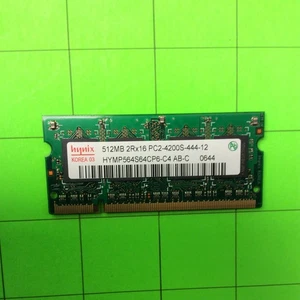 hynix
KOREA 03
512MB 2Rx16 PC2-4200S-444-12
HYMP564S64CP6-C4 AB-C 0644